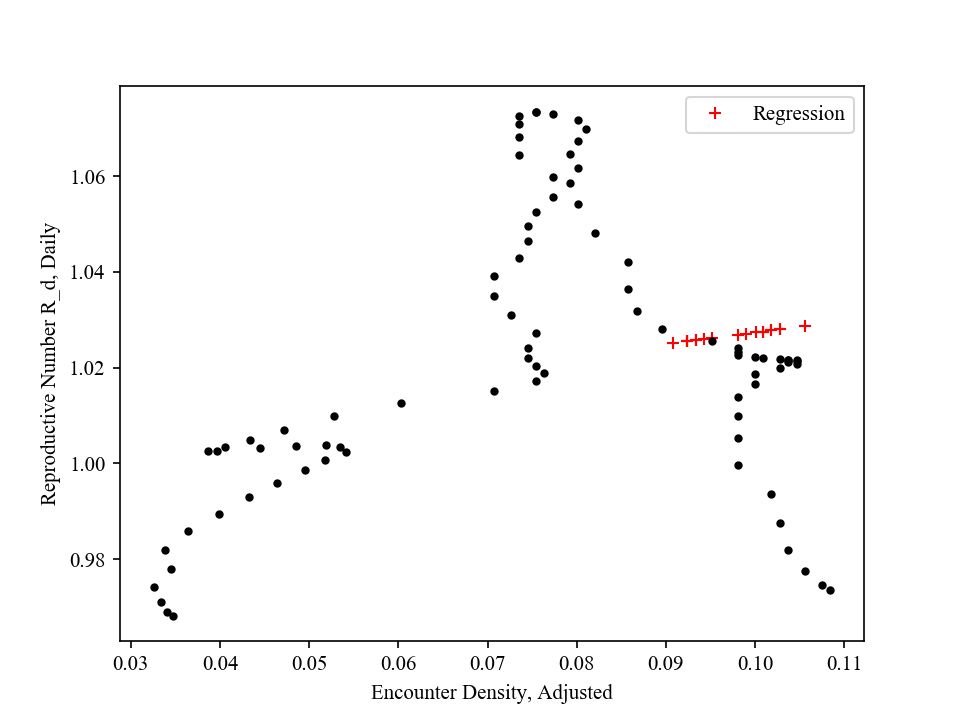 Regression
Reproductive Number R_d, Daily
1.06
1.04
1.02
1.00
0.98
0.03 0.04 0.05 0.06 0.07 0.08 0.09 0.10 0.11
Encounter Density, Adjusted